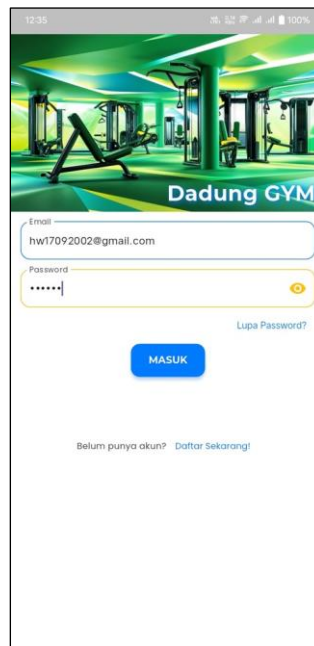 12:35
100%
Dadung GYM
Email
hw17092002@gmail.com
Password
••••••
Lupa Password?
MASUK
Belum punya akun? Daftar Sekarang!